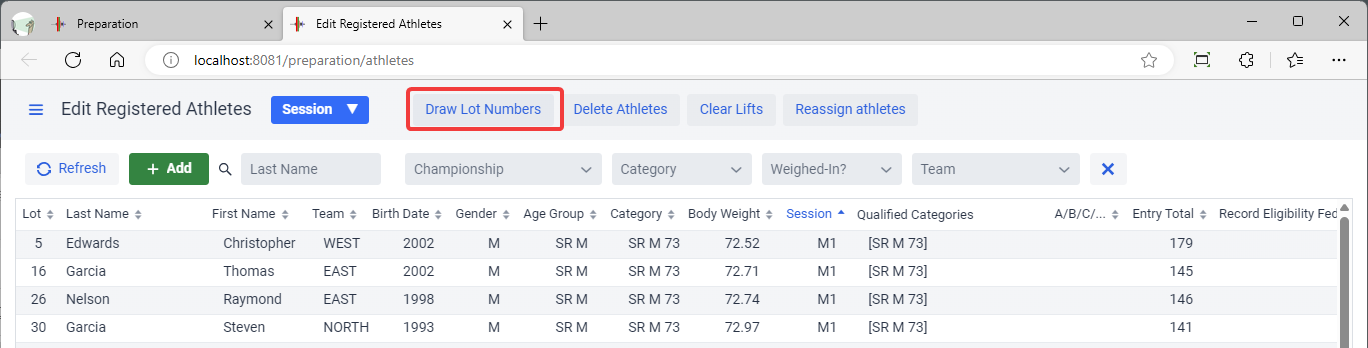 Preparation
Edit Registered Athletes
localhost:8081/preparation/athletes
Edit Registered Athletes Session Draw Lot Numbers Delete Athletes Clear Lifts Reassign athletes
Refresh + Add Last Name Championship Category Weighed-In? Team
Lot Last Name First Name Team Birth Date Gender Age Group Category Body Weight Session Qualified Categories A/B/C/... Entry Total Record Eligibility Fed
5 Edwards Christopher WEST 2002 M SR M SR M 73 72.52 M1 [SR M 73] 179
16 Garcia Thomas EAST 2002 M SR M SR M 73 72.71 M1 [SR M 73] 145
26 Nelson Raymond EAST 1998 M SR M SR M 73 72.74 M1 [SR M 73] 146
30 Garcia Steven NORTH 1993 M SR M SR M 73 72.97 M1 [SR M 73] 141